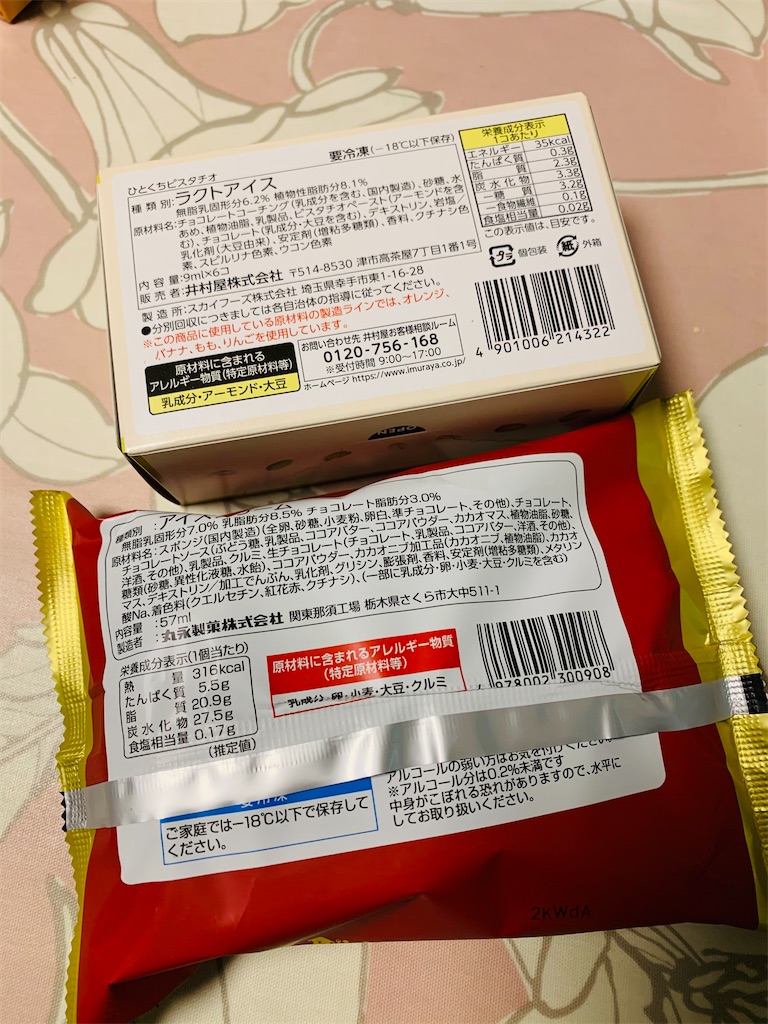 要冷凍(－18℃以下保存)
ひとくちピスタチオ
種類別:ラクトアイス
無脂乳固形分6.2% 植物性脂肪分8.1%
原材料名:チョコレートコーチング(乳成分を含む、国内製造)、砂糖、水
あめ、植物油脂、乳製品、ピスタチオペースト(アーモンドを含
む)、チョコレート(乳成分・大豆を含む)、デキストリン、岩塩/
乳化剤(大豆由来)、安定剤(増粘多糖類)、香料、クチナシ色
素、スピルリナ色素、ウコン色素
内容量:9ml×6コ
販売者:井村屋株式会社 〒514-8530 津市高茶屋7丁目1番1号
製造所:スカイフーズ株式会社 埼玉県幸手市東1-16-28
●分別回収につきましては各自治体の指導に従ってください。
※この商品に使用している原材料の製造ラインでは、オレンジ、
バナナ、もも、りんごを使用しています。
原材料に含まれる
アレルギー物質(特定原材料等)
乳成分・アーモンド・大豆
お問い合わせ先 井村屋お客様相談ルーム
0120-756-168
※受付時間 9:00～17:00
ホームページ https://www.imuraya.co.jp/
栄養成分表示
1コあたり
エネルギー 35kcal
たんぱく質 0.3g
脂質 2.3g
炭水化物 3.3g
－糖質 3.2g
－食物繊維 0.1g
食塩相当量 0.02g
この表示値は、目安です。
プラ 個包装 紙 外箱
4 901006 214322
OPEN
種類別:アイス
無脂乳固形分7.0% 乳脂肪分8.5% チョコレート脂肪分3.0%
原材料名:スポンジ(国内製造)(全卵、砂糖、小麦粉、卵白、準チョコレート、その他)、チョコレート、
チョコレートソース(ぶどう糖、乳製品、ココアバター、ココアパウダー、カカオマス、植物油脂、砂糖、
洋酒、その他)、乳製品、クルミ、生チョコレート(チョコレート、乳製品、ココアバター、洋酒、その他)、
糖類(砂糖、異性化液糖、水飴)、ココアパウダー、カカオニブ加工品(カカオニブ、植物油脂)、カカオ
マス、デキストリン/加工でんぷん、乳化剤、グリシン、膨張剤、香料、安定剤(増粘多糖類)、メタリン
酸Na、着色料(クエルセチン、紅花赤、クチナシ)、(一部に乳成分・卵・小麦・大豆・クルミを含む)
内容量:57ml
製造者:丸永製菓株式会社 関東那須工場 栃木県さくら市大中511-1
栄養成分表示(1個当たり)
熱量 316kcal
たんぱく質 5.5g
脂質 20.9g
炭水化物 27.5g
食塩相当量 0.17g
(推定値)
原材料に含まれるアレルギー物質
(特定原材料等)
乳成分・卵・小麦・大豆・クルミ
4 978002 300908
ご家庭では－18℃以下で保存して
ください。
アルコールの弱い方はお気を付けください。
※アルコール分は0.2%未満です
中身がこぼれる恐れがありますので、水平に
してお取り扱いください。
2KWdA